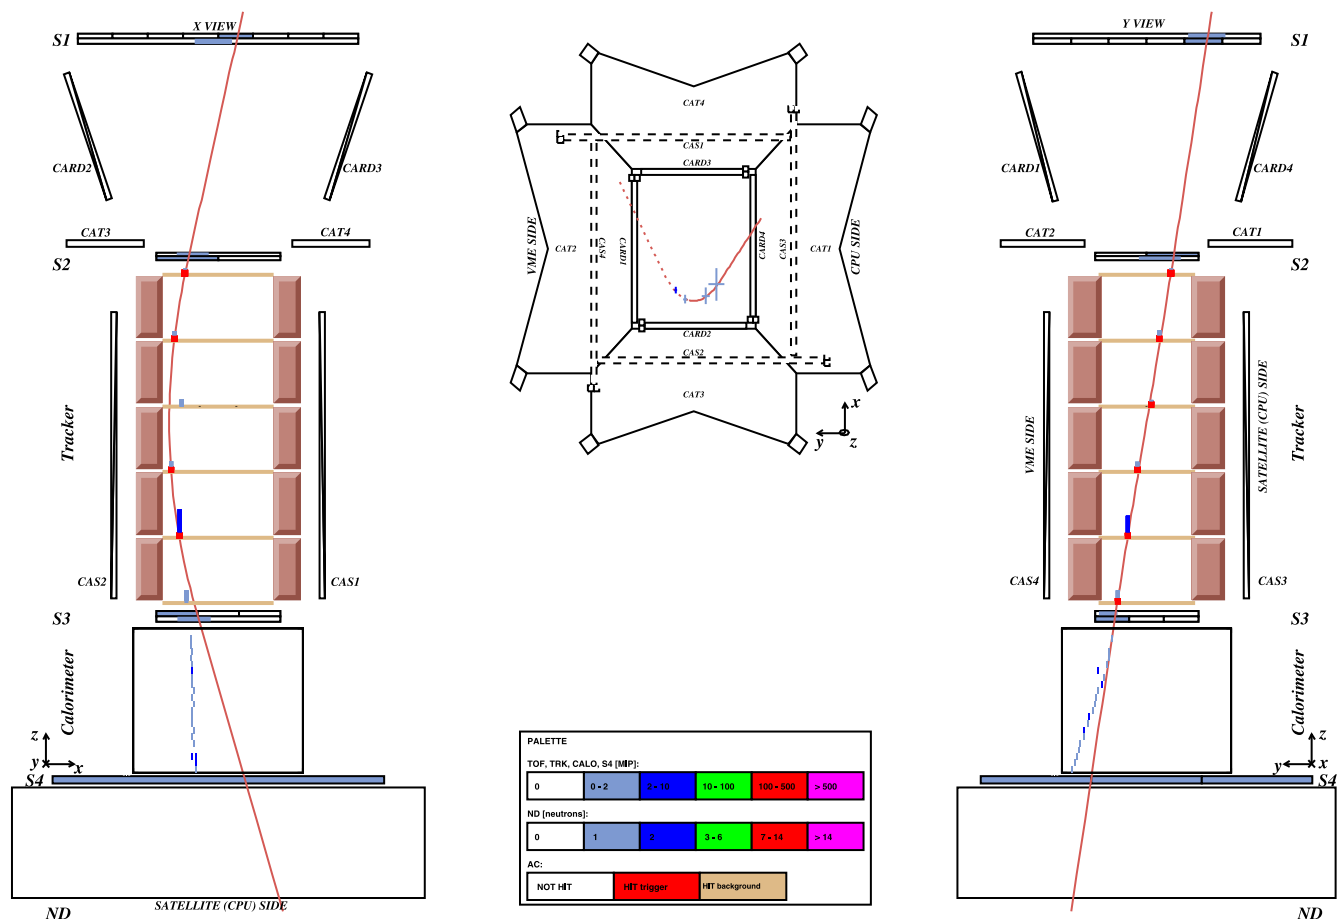 X VIEW
S1
CARD2
CARD3
CAT3
CAT4
S2
Tracker
CAS2
CAS1
S3
Calorimeter
z
y
x
S4
SATELLITE (CPU) SIDE
ND
CAT4
CAS1
CARD3
VME SIDE
CAT2
CAS4
CARD1
CARD4
CAS3
CAT1
CPU SIDE
CARD2
CAS2
CAT3
x
y
z
PALETTE
TOF, TRK, CALO, S4 [MIP]:
0 0 - 2 2 - 10 10 - 100 100 - 500 > 500
ND [neutrons]:
0 1 2 3 - 6 7 - 14 > 14
AC:
NOT HIT HIT trigger HIT background
Y VIEW
S1
CARD1
CARD4
CAT2
CAT1
S2
VME SIDE
SATELLITE (CPU) SIDE
Tracker
CAS4
CAS3
S3
Calorimeter
z
y
x
S4
ND